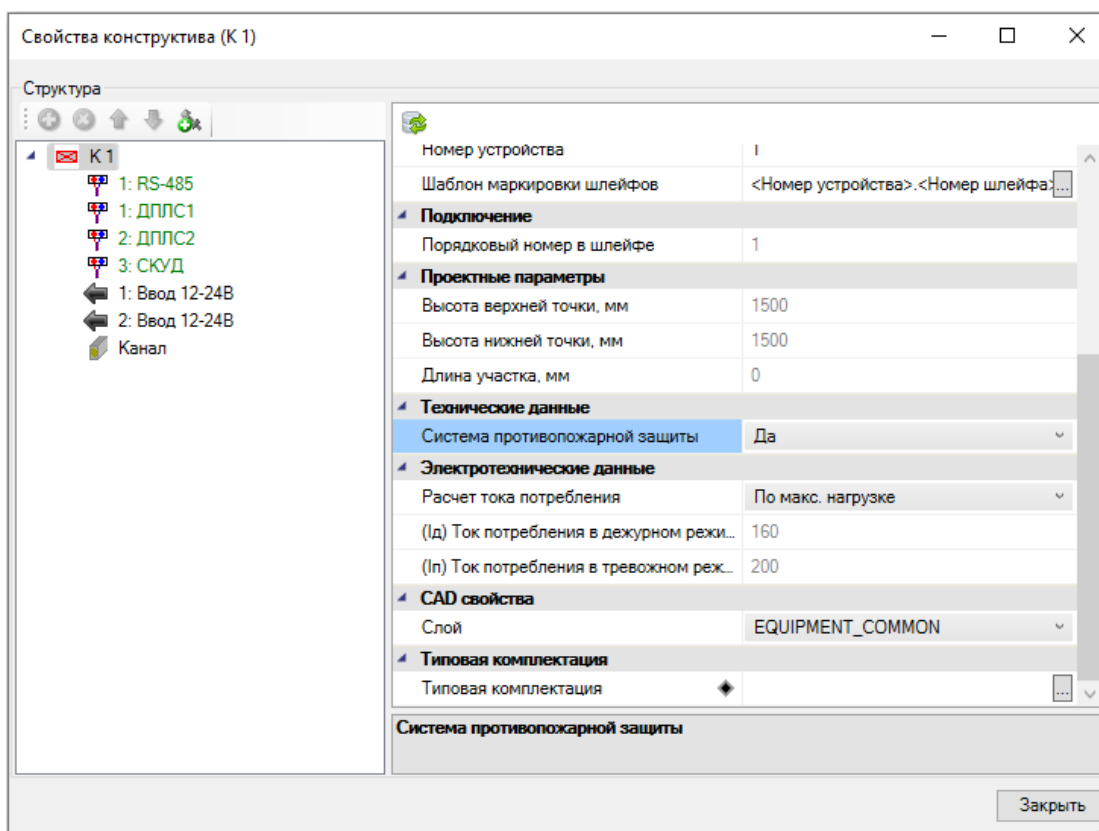 Свойства конструктива (К 1)
Структура
К 1
1: RS-485
1: ДПЛС1
2: ДПЛС2
3: СКУД
1: Ввод 12-24В
2: Ввод 12-24В
Канал
Номер устройства 1
Шаблон маркировки шлейфов <Номер устройства>.<Номер шлейфа> ...
Подключение
Порядковый номер в шлейфе 1
Проектные параметры
Высота верхней точки, мм 1500
Высота нижней точки, мм 1500
Длина участка, мм 0
Технические данные
Система противопожарной защиты Да
Электротехнические данные
Расчет тока потребления По макс. нагрузке
(Iд) Ток потребления в дежурном режи... 160
(Iп) Ток потребления в тревожном реж... 200
CAD свойства
Слой EQUIPMENT_COMMON
Типовая комплектация
Типовая комплектация ...
Система противопожарной защиты
Закрыть